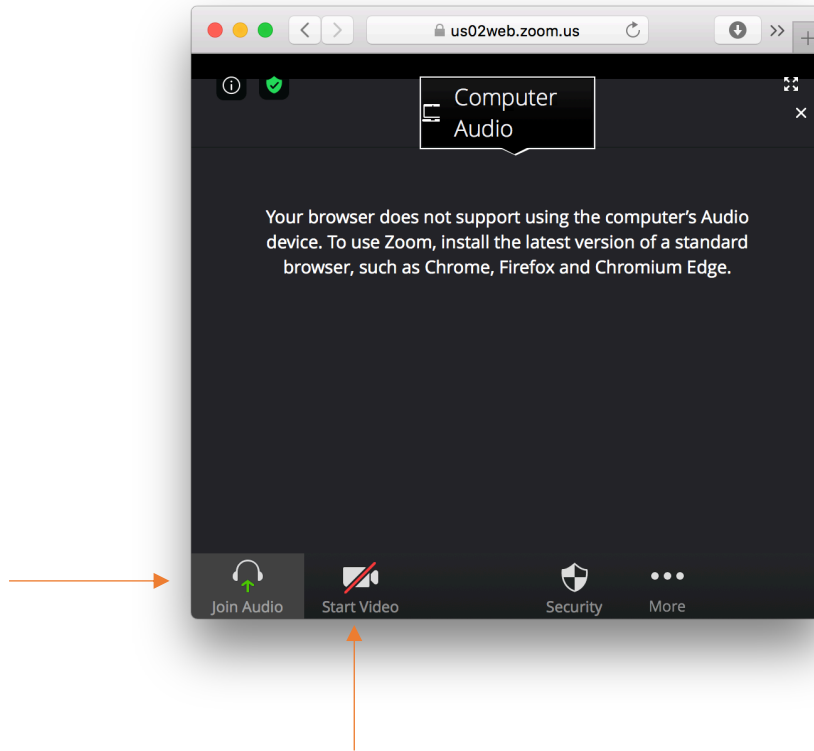 us02web.zoom.us
Computer
Audio
Your browser does not support using the computer's Audio
device. To use Zoom, install the latest version of a standard
browser, such as Chrome, Firefox and Chromium Edge.
Join Audio
Start Video
Security
More